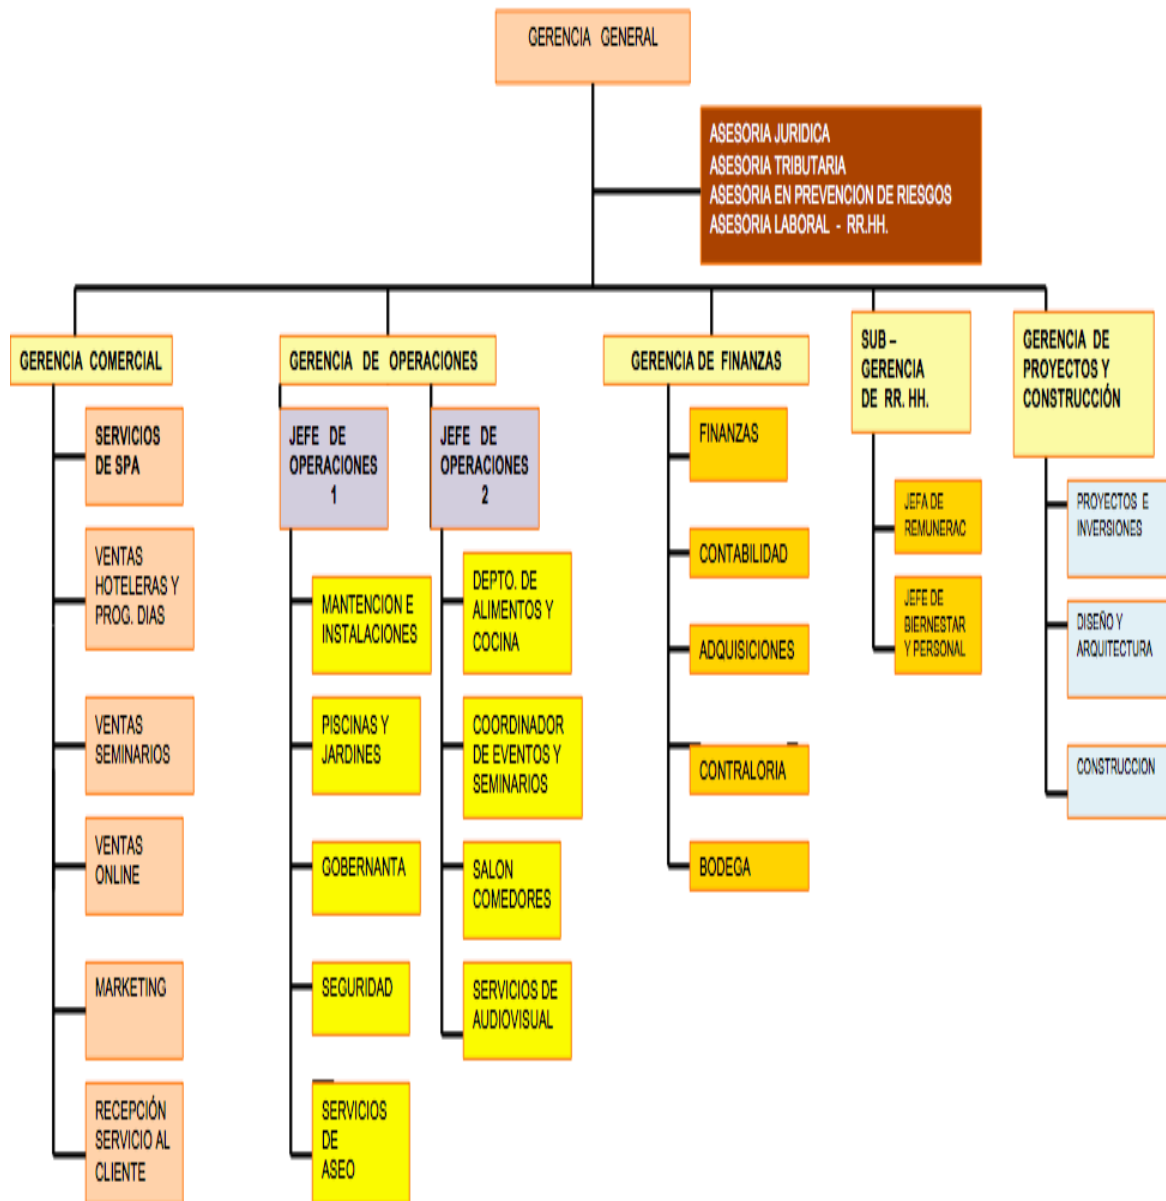 GERENCIA GENERAL
ASESORIA JURIDICA
ASESORIA TRIBUTARIA
ASESORIA EN PREVENCION DE RIESGOS
ASESORIA LABORAL - RR.HH.
GERENCIA COMERCIAL
SERVICIOS
DE SPA
VENTAS
HOTELERAS Y
PROG. DIAS
VENTAS
SEMINARIOS
VENTAS
ONLINE
MARKETING
RECEPCIÓN
SERVICIO AL
CLIENTE
GERENCIA DE OPERACIONES
JEFE DE
OPERACIONES
1
MANTENCION E
INSTALACIONES
PISCINAS Y
JARDINES
GOBERNANTA
SEGURIDAD
SERVICIOS
DE
ASEO
JEFE DE
OPERACIONES
2
DEPTO. DE
ALIMENTOS Y
COCINA
COORDINADOR
DE EVENTOS Y
SEMINARIOS
SALON
COMEDORES
SERVICIOS DE
AUDIOVISUAL
GERENCIA DE FINANZAS
FINANZAS
CONTABILIDAD
ADQUISICIONES
CONTRALORIA
BODEGA
SUB –
GERENCIA
DE RR. HH.
JEFA DE
REMUNERAC
JEFE DE
BIERNESTAR
Y PERSONAL
GERENCIA DE
PROYECTOS Y
CONSTRUCCIÓN
PROYECTOS E
INVERSIONES
DISEÑO Y
ARQUITECTURA
CONSTRUCCION